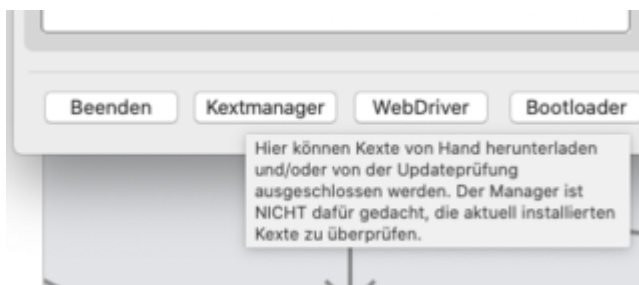 Beenden Kextmanager WebDriver Bootloader
Hier können Kexte von Hand herunterladen
und/oder von der Updateprüfung
ausgeschlossen werden. Der Manager ist
NICHT dafür gedacht, die aktuell installierten
Kexte zu überprüfen.